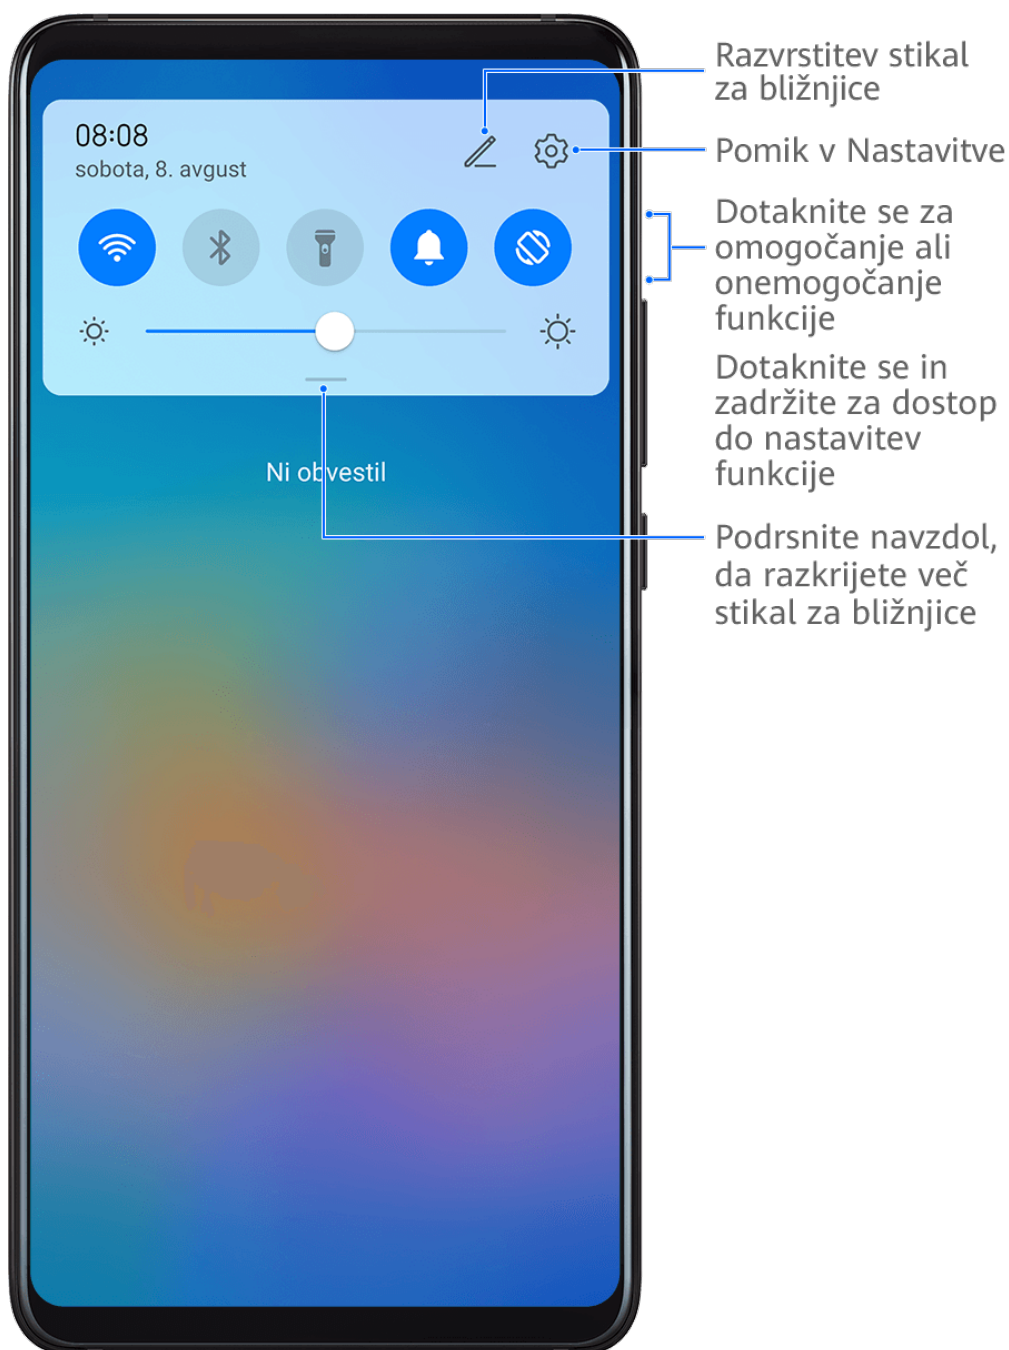 08:08
sobota, 8. avgust
Ni obvestil
Razvrstitev stikal
za bližnjice
Pomik v Nastavitve
Dotaknite se za
omogočanje ali
onemogočanje
funkcije
Dotaknite se in
zadržite za dostop
do nastavitev
funkcije
Podrsnite navzdol,
da razkrijete več
stikal za bližnjice